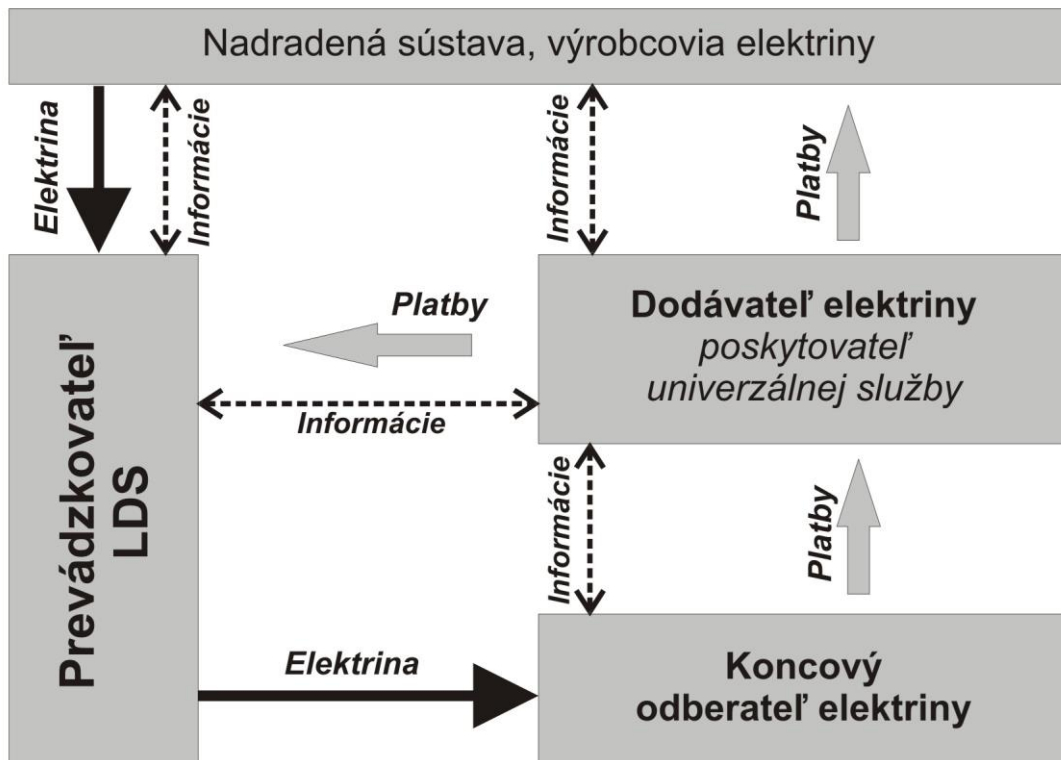 Nadradená sústava, výrobcovia elektriny
Elektrina
Informácie
Informácie
Platby
Prevádzkovateľ
LDS
Platby
Informácie
Dodávateľ elektriny
poskytovateľ
univerzálnej služby
Informácie
Platby
Elektrina
Koncový
odberateľ elektriny